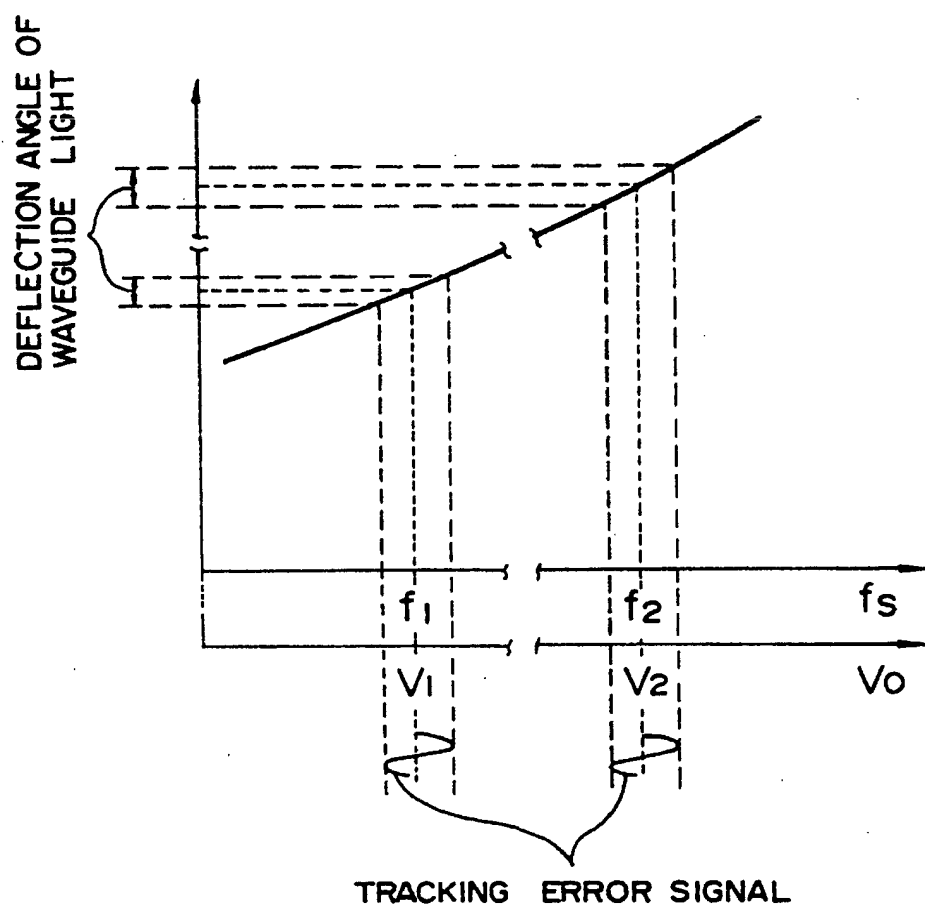 DEFLECTION ANGLE OF
WAVEGUIDE LIGHT
f1
f2
fs
V1
V2
Vo
TRACKING ERROR SIGNAL